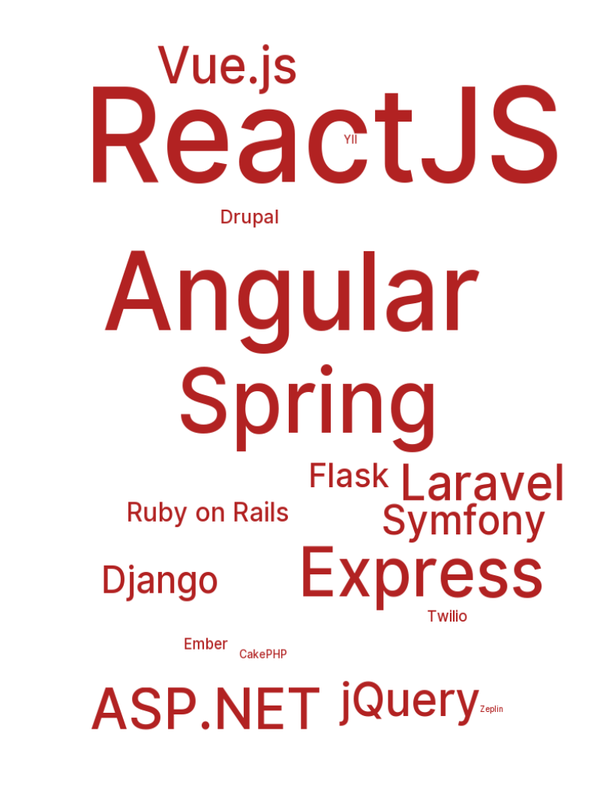 Vue.js
ReactJS
YII
Drupal
Angular
Spring
Flask
Laravel
Ruby on Rails
Symfony
Express
Django
Twilio
Ember
CakePHP
ASP.NET
jQuery
Zeplin